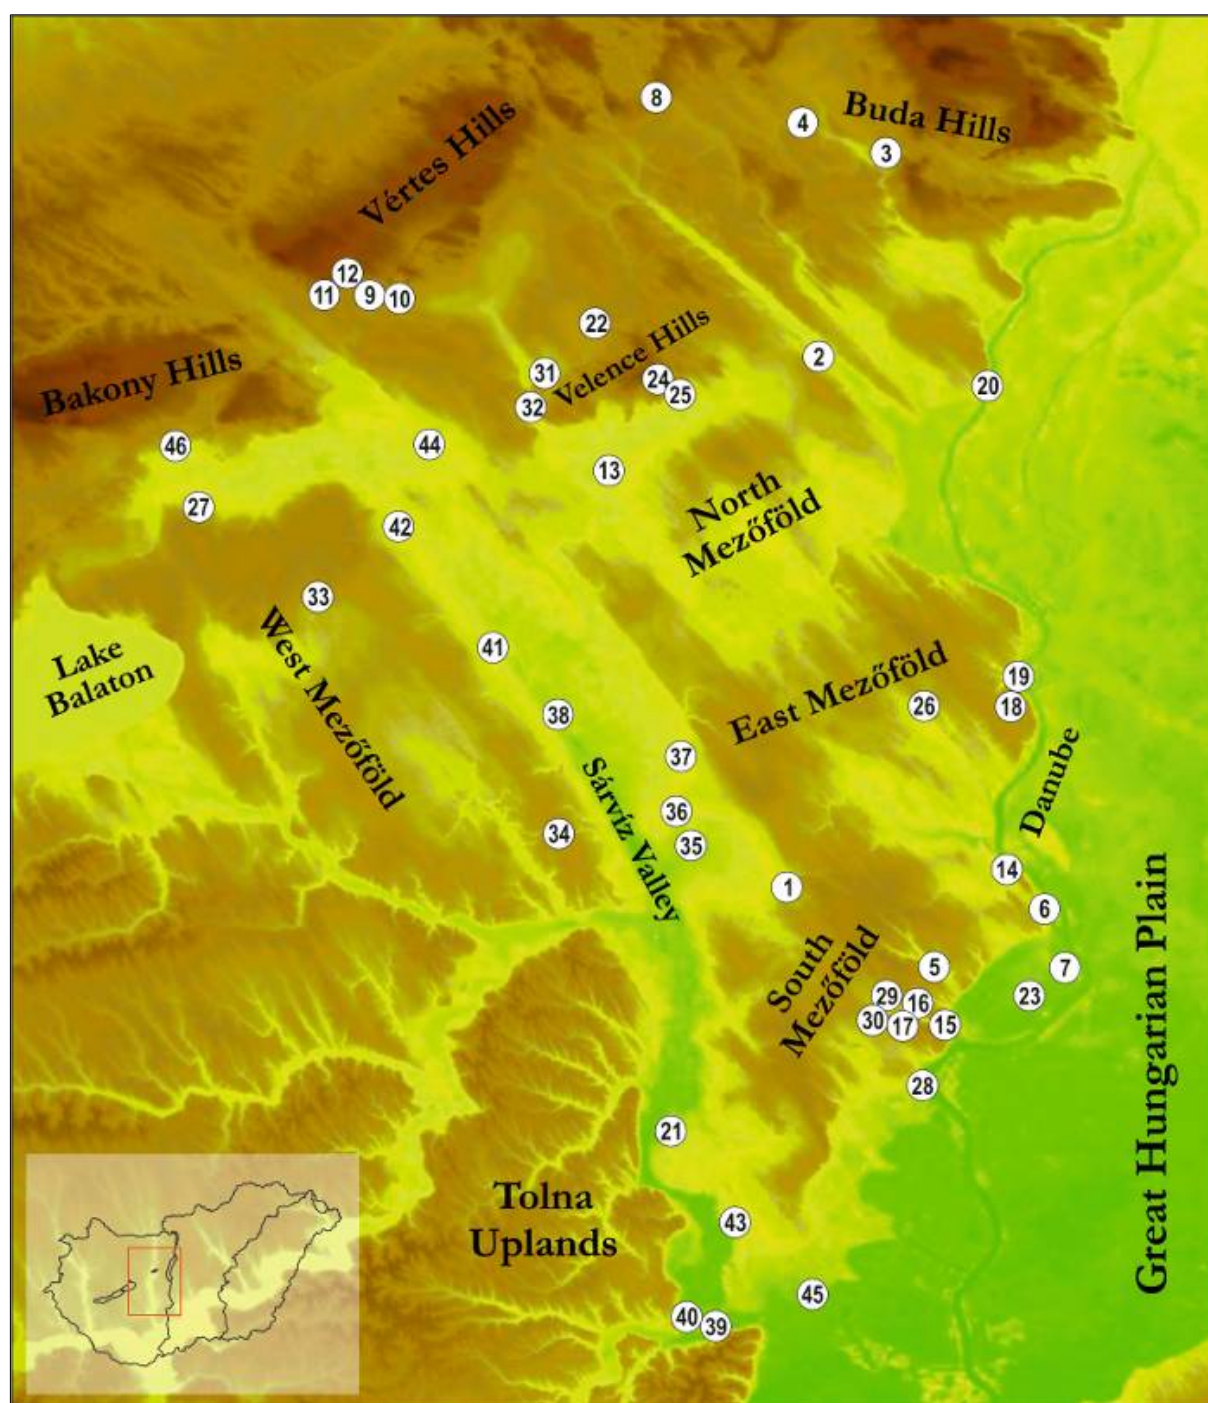 8
4
Buda Hills
3
Vértes Hills
12
11
9
10
22
Velence Hills
2
31
24
25
20
32
Bakony Hills
46
44
13
27
42
North
Mezőföld
33
West Mezőföld
Lake
Balaton
41
East Mezőföld
19
26
18
38
37
Sárvíz Valley
Danube
36
34
35
14
1
6
Great Hungarian Plain
South
Mezőföld
5
7
29
16
23
30
17
15
28
21
Tolna
Uplands
43
45
40
39